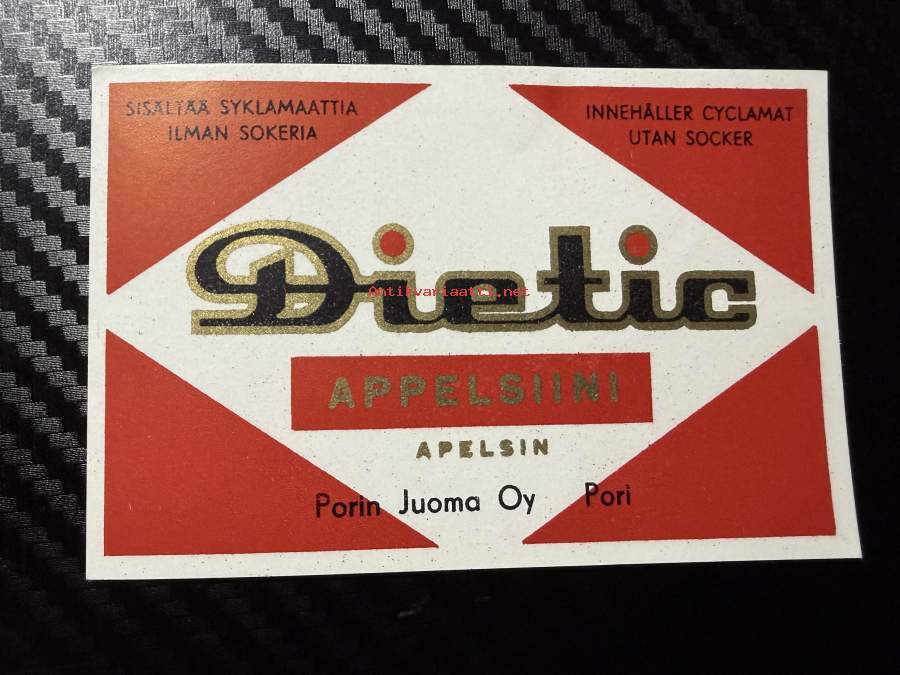 SISÄLTÄÄ SYKLAMAATTIA
ILMAN SOKERIA
INNEHÅLLER CYCLAMAT
UTAN SOCKER
Dietic
Antikvariaatti.net
APPELSIINI
APELSIN
Porin Juoma Oy Pori